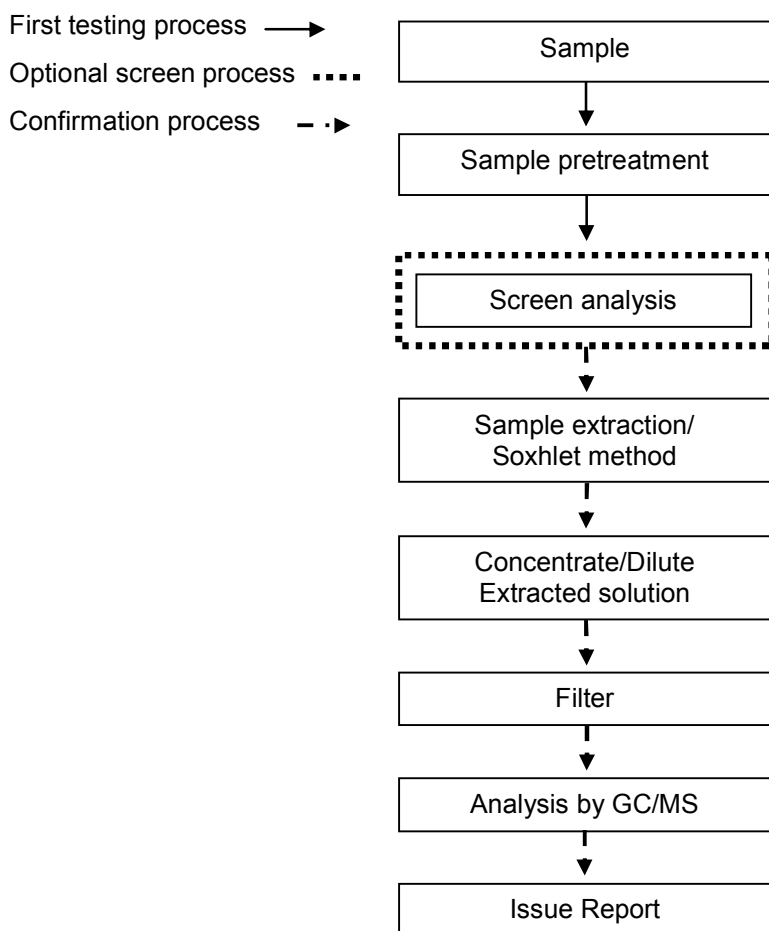 First testing process
Optional screen process
Confirmation process
Sample
Sample pretreatment
Screen analysis
Sample extraction/
Soxhlet method
Concentrate/Dilute
Extracted solution
Filter
Analysis by GC/MS
Issue Report